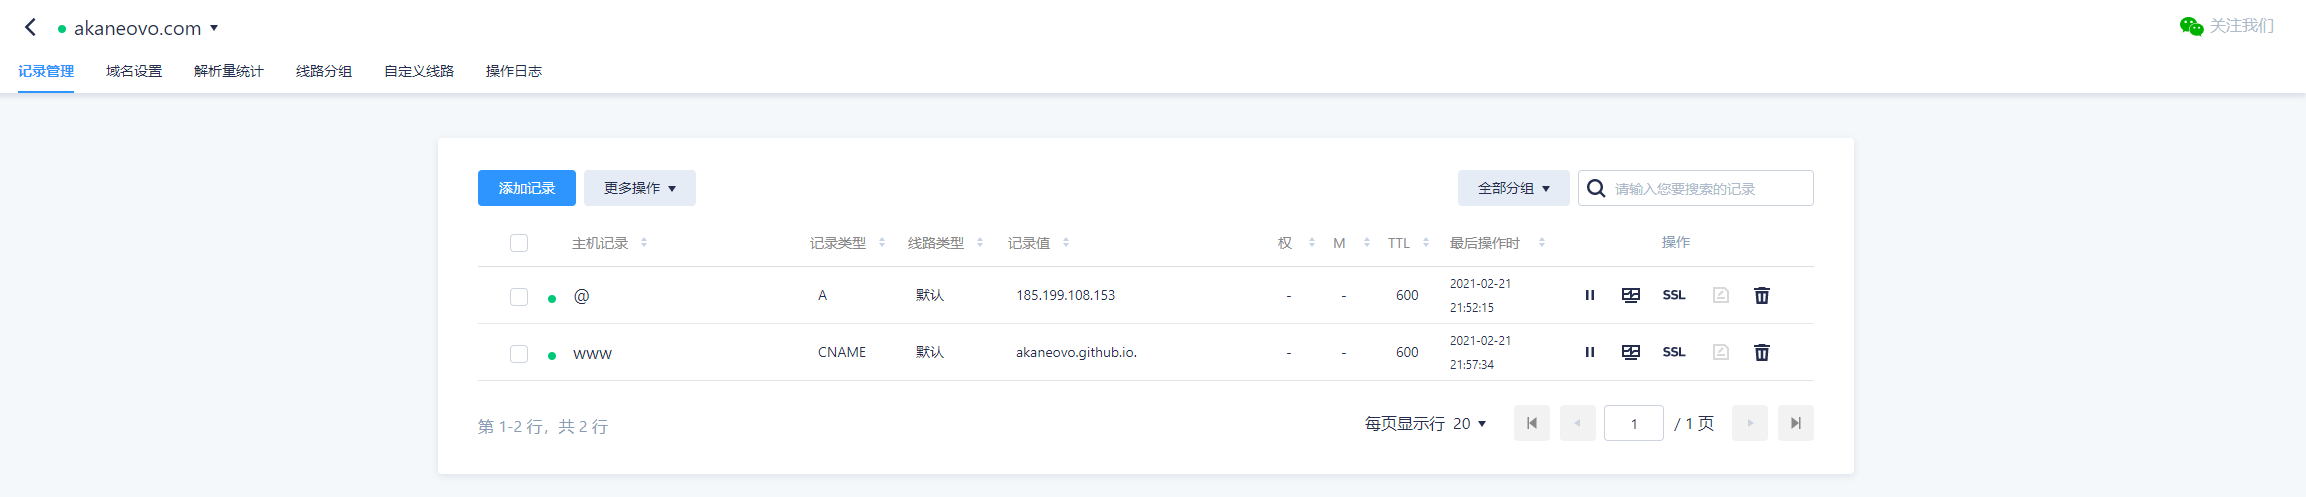 akaneovo.com
关注我们
记录管理 域名设置 解析量统计 线路分组 自定义线路 操作日志
添加记录 更多操作 全部分组 请输入您要搜索的记录
主机记录 记录类型 线路类型 记录值 权 M TTL 最后操作时 操作
@ A 默认 185.199.108.153 - - 600 2021-02-21 21:52:15 SSL
www CNAME 默认 akaneovo.github.io. - - 600 2021-02-21 21:57:34 SSL
第 1-2 行，共 2 行 每页显示行 20 1 / 1 页